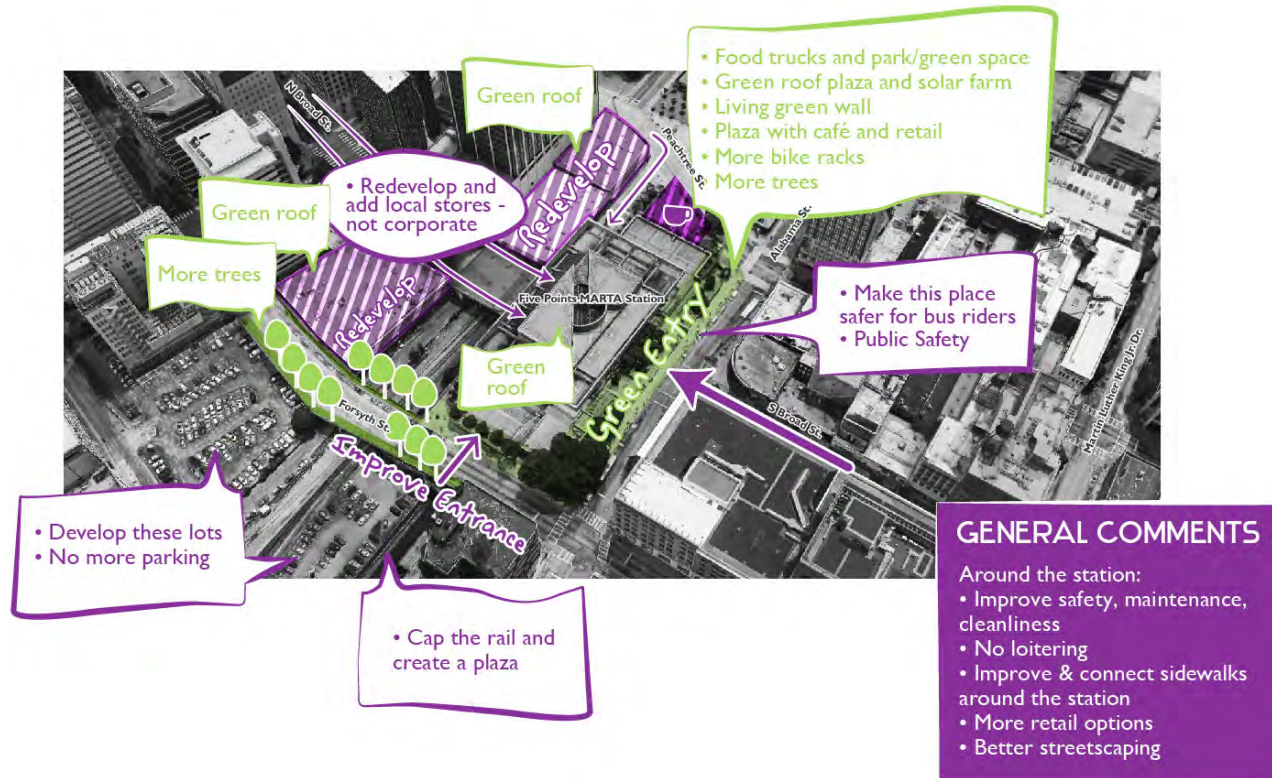 • Food trucks and park/green space
• Green roof plaza and solar farm
• Living green wall
• Plaza with café and retail
• More bike racks
• More trees
Green roof
N Broad St.
Peachtree St.
Redevelop
• Redevelop and
add local stores -
not corporate
Green roof
More trees
Redevelop
Alabama St.
Five Points MARTA Station
• Make this place
safer for bus riders
• Public Safety
Green
roof
Green Entry
Forsyth St.
S Broad St.
Martin Luther King Jr. Dr.
Improve Entrance
• Develop these lots
• No more parking
• Cap the rail and
create a plaza
GENERAL COMMENTS
Around the station:
• Improve safety, maintenance,
cleanliness
• No loitering
• Improve & connect sidewalks
around the station
• More retail options
• Better streetscaping